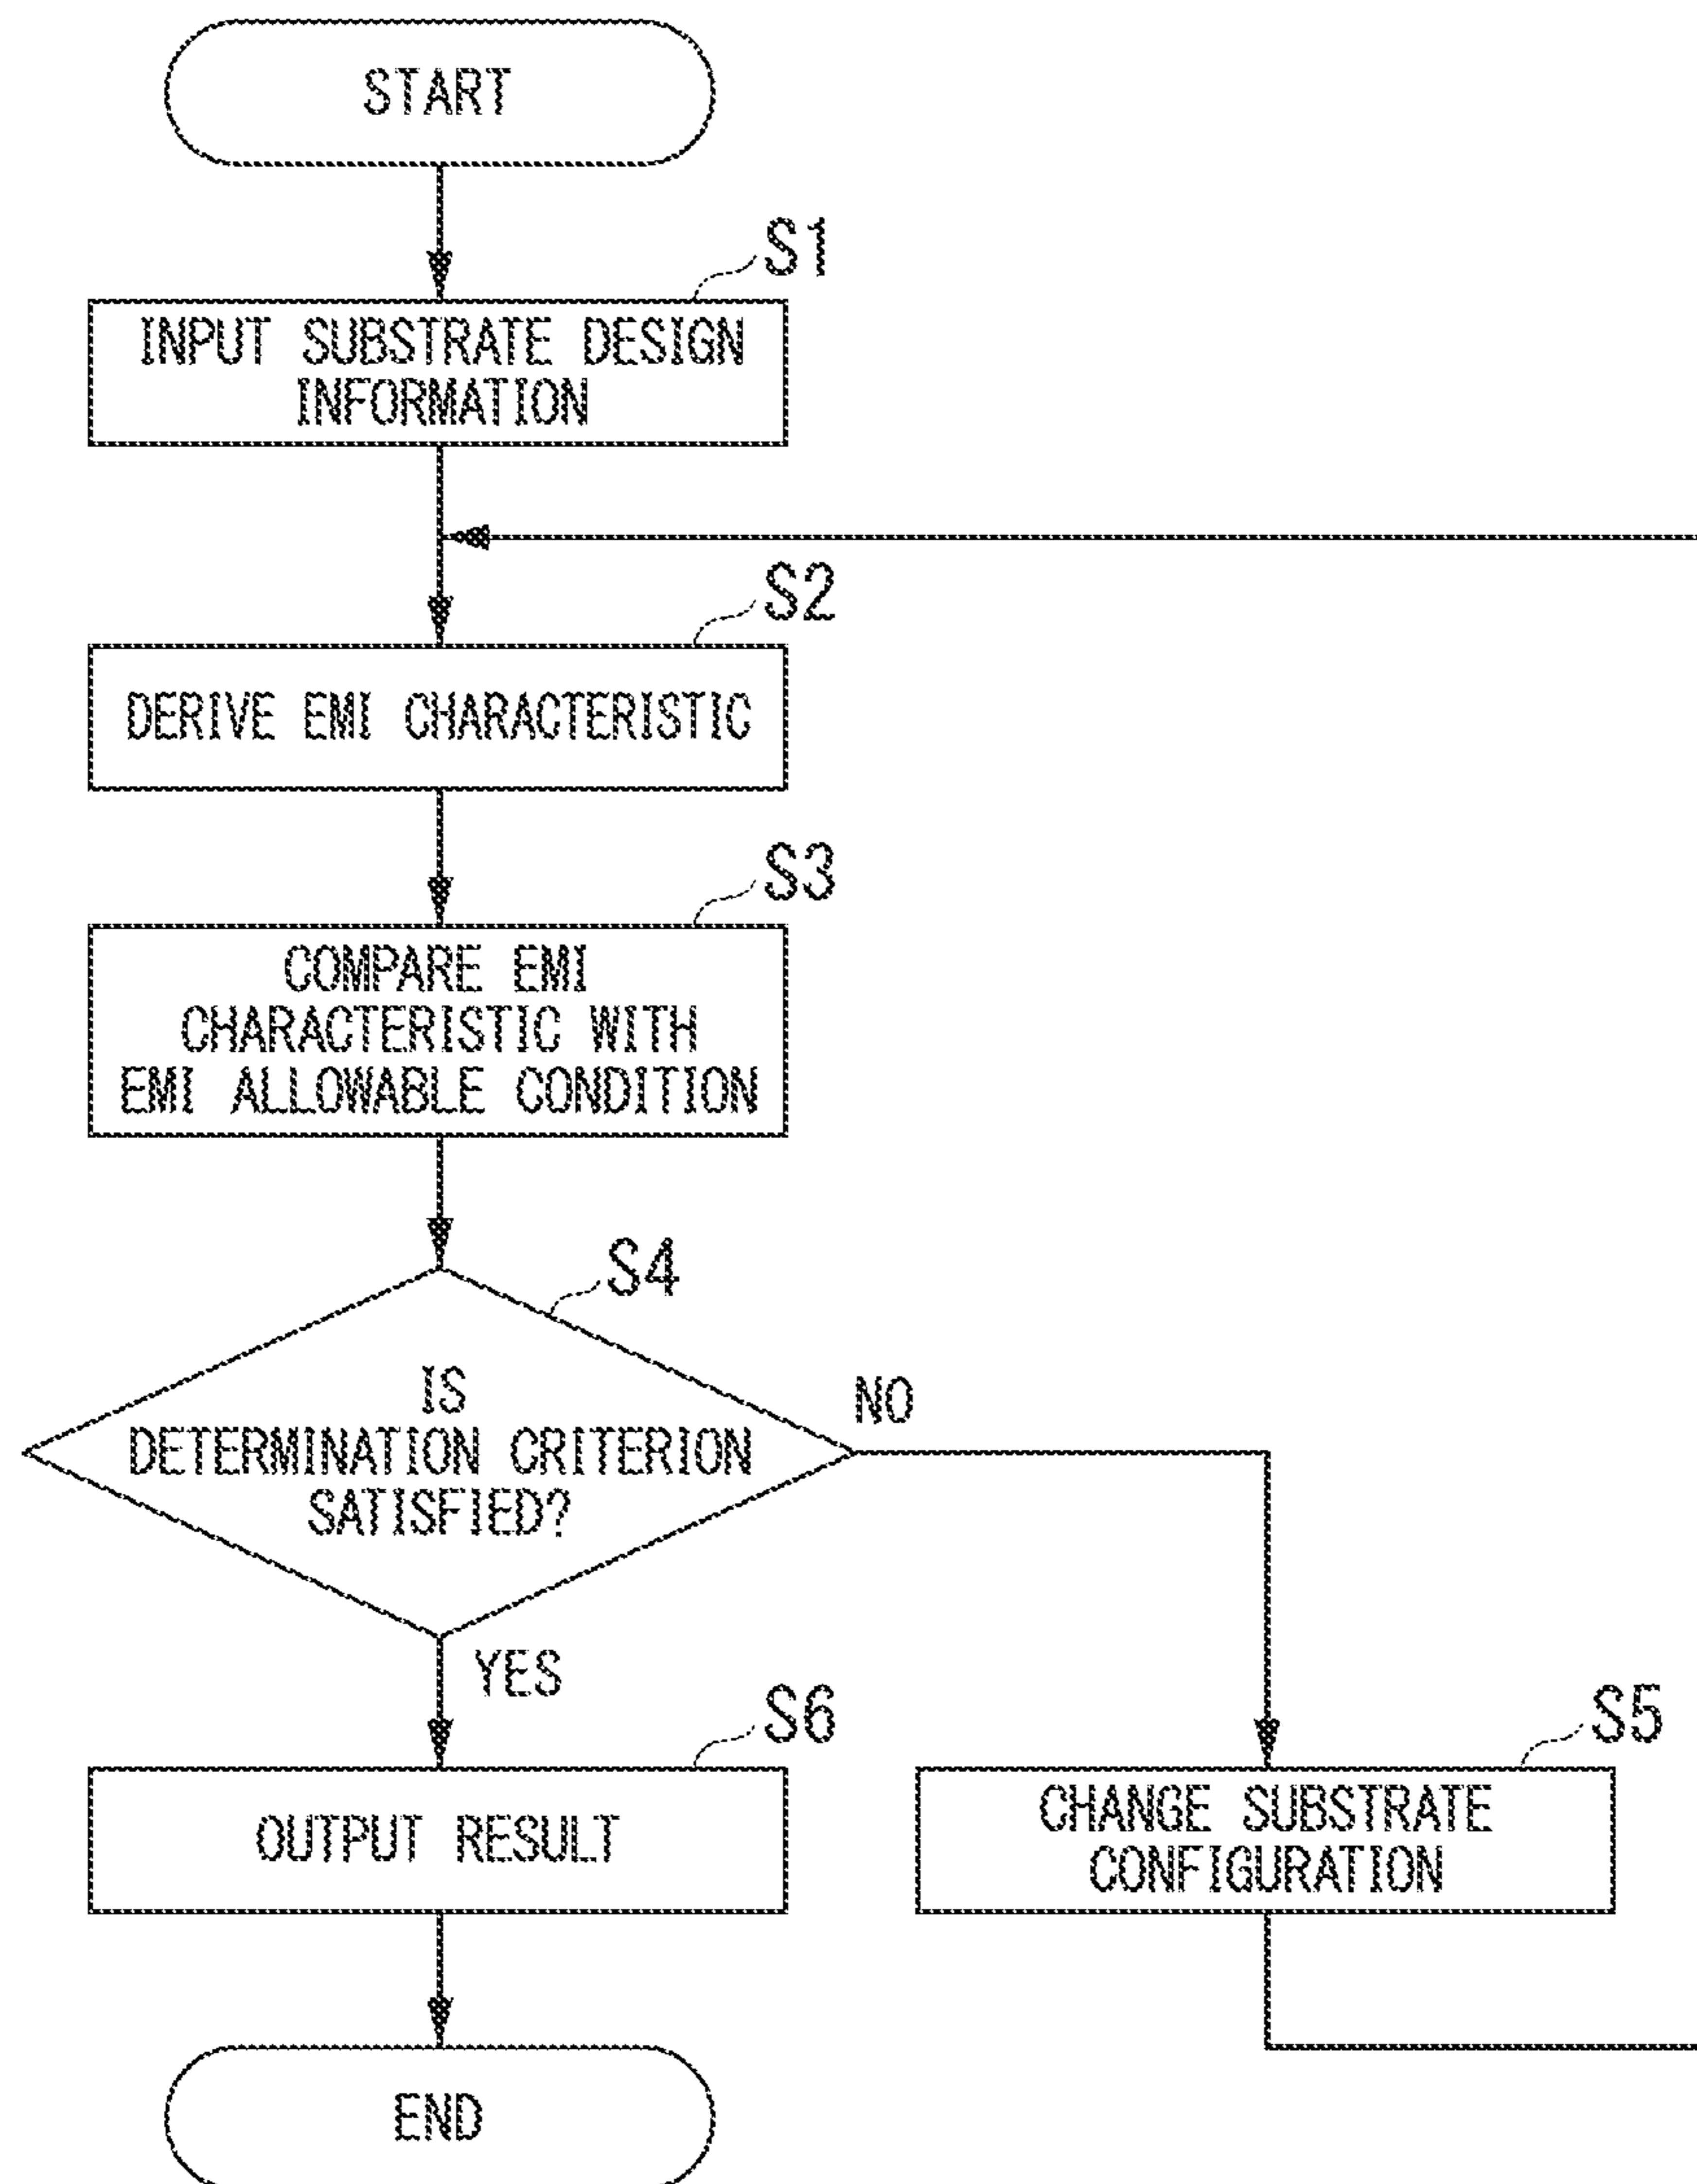 START
S1
INPUT SUBSTRATE DESIGN
INFORMATION
S2
DERIVE EMI CHARACTERISTIC
S3
COMPARE EMI
CHARACTERISTIC WITH
EMI ALLOWABLE CONDITION
S4
IS
DETERMINATION CRITERION
SATISFIED?
NO
YES
S6
OUTPUT RESULT
S5
CHANGE SUBSTRATE
CONFIGURATION
END